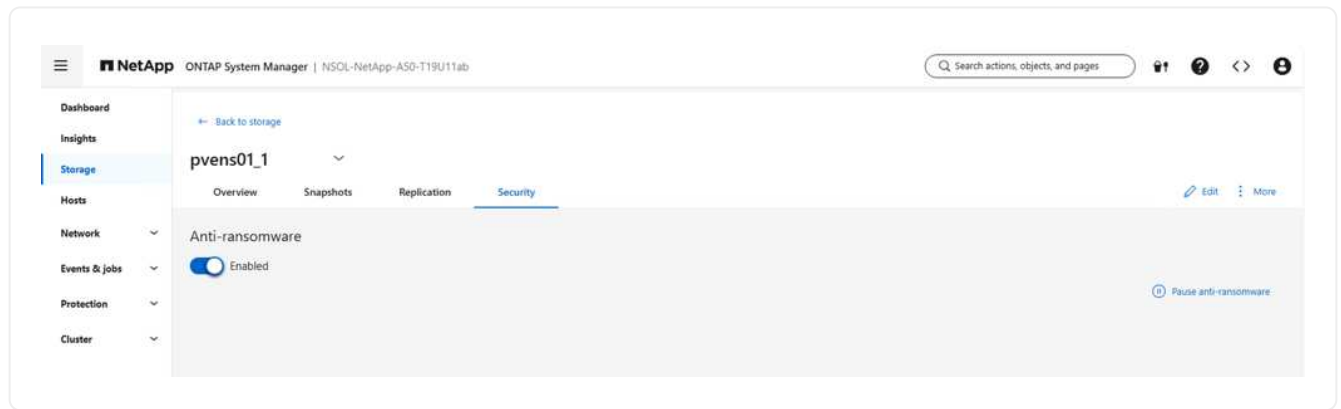 NetApp ONTAP System Manager | NSOL-NetApp-A50-T19U11ab
Search actions, objects, and pages
Dashboard
Insights
Storage
Hosts
Network
Events & jobs
Protection
Cluster
Back to storage
pvens01_1
Overview Snapshots Replication Security
Edit More
Anti-ransomware
Enabled
Pause anti-ransomware